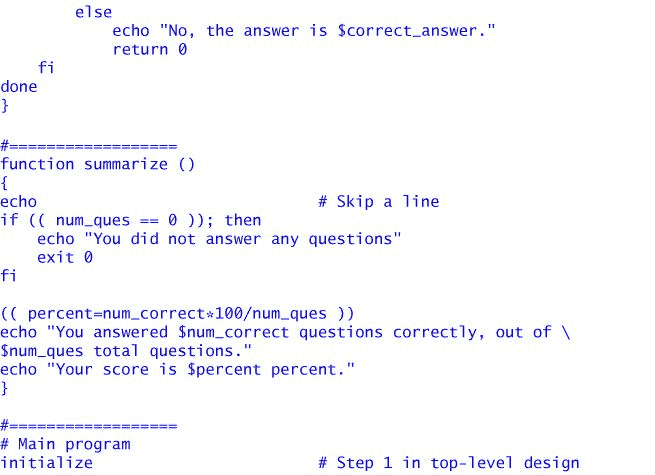 else
            echo "No, the answer is $correct_answer."
            return 0
    fi
done
}

#==================
function summarize ()
{
echo                              # Skip a line
if (( num_ques == 0 )); then
    echo "You did not answer any questions"
    exit 0
fi

(( percent=num_correct*100/num_ques ))
echo "You answered $num_correct questions correctly, out of \
$num_ques total questions."
echo "Your score is $percent percent."
}

#==================
# Main program
initialize                        # Step 1 in top-level design